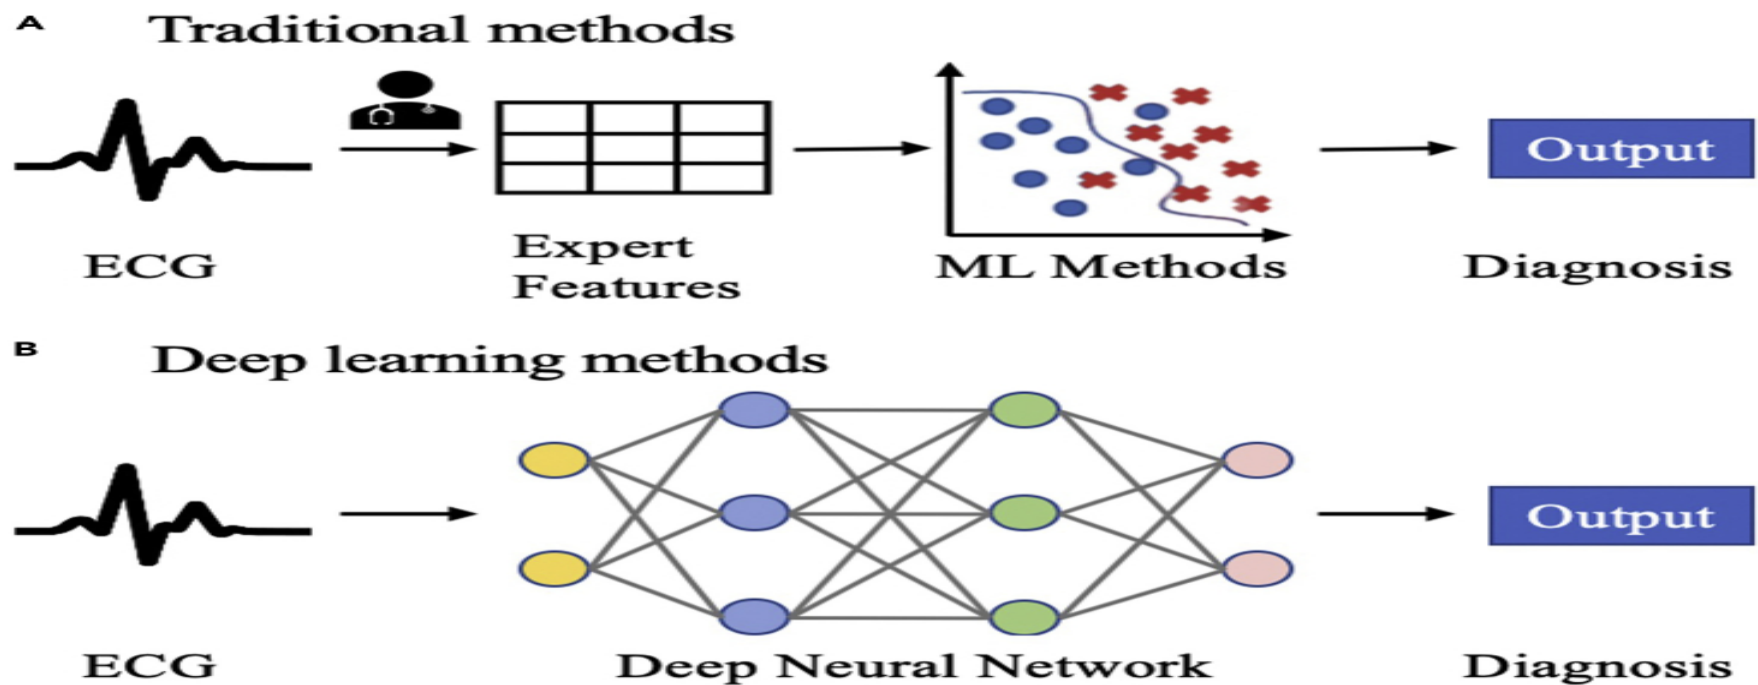 A
Traditional methods
ECG
Expert
Features
ML Methods
Output
Diagnosis
B
Deep learning methods
ECG
Deep Neural Network
Output
Diagnosis